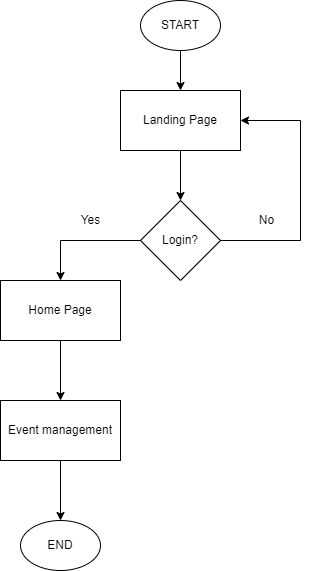 START
Landing Page
Yes
No
Login?
Home Page
Event management
END